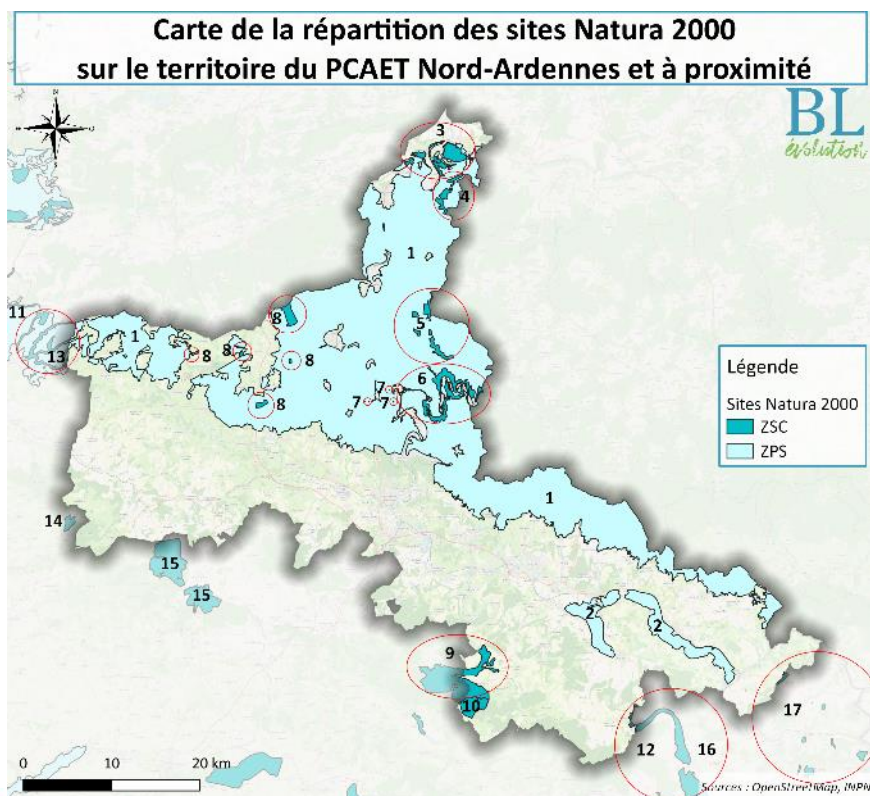 Carte de la répartition des sites Natura 2000
sur le territoire du PCAET Nord-Ardennes et à proximité
BL
évolution
3
4
1
11
13
1
8
8
8
8
8
5
6
7
7
7
Légende
Sites Natura 2000
ZSC
ZPS
1
14
15
15
2
2
9
10
12
16
17
0 10 20 km
Sources : OpenStreetMap, INPN